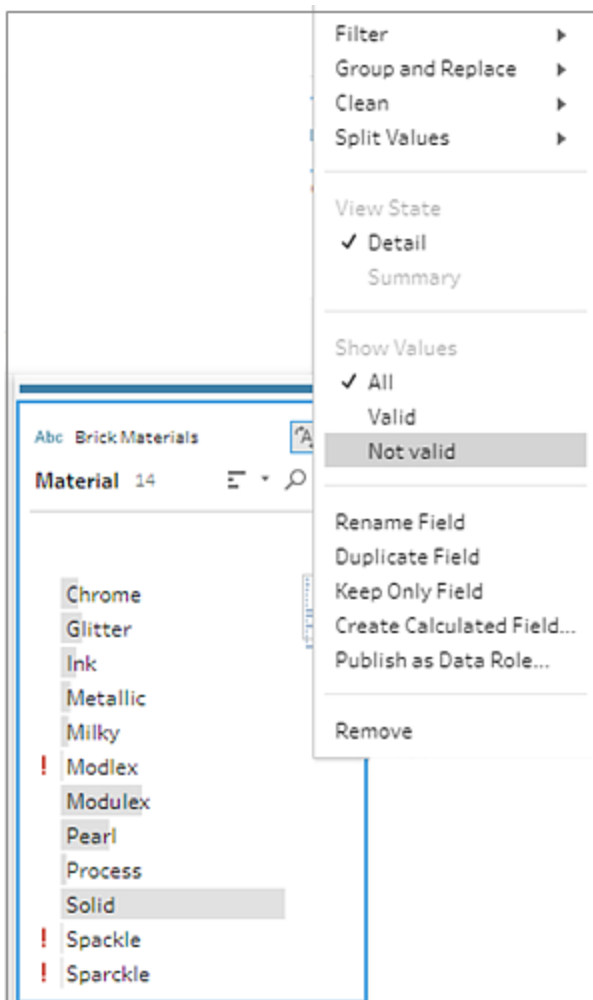 Filter
Group and Replace
Clean
Split Values
View State
✓ Detail
Summary
Show Values
✓ All
Valid
Not valid
Rename Field
Duplicate Field
Keep Only Field
Create Calculated Field...
Publish as Data Role...
Remove
Abc Brick Materials
Material 14
Chrome
Glitter
Ink
Metallic
Milky
! Modlex
Modulex
Pearl
Process
Solid
! Spackle
! Sparckle